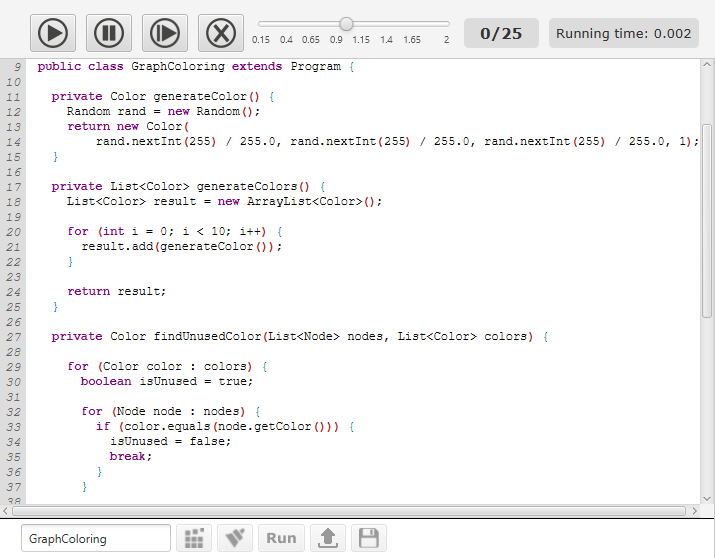 0.15 0.4 0.65 0.9 1.15 1.4 1.65 2
0/25
Running time: 0.002
9 public class GraphColoring extends Program {
10
11 private Color generateColor() {
12 Random rand = new Random();
13 return new Color(
14 rand.nextInt(255) / 255.0, rand.nextInt(255) / 255.0, rand.nextInt(255) / 255.0, 1);
15 }
16
17 private List<Color> generateColors() {
18 List<Color> result = new ArrayList<Color>();
19
20 for (int i = 0; i < 10; i++) {
21 result.add(generateColor());
22 }
23
24 return result;
25 }
26
27 private Color findUnusedColor(List<Node> nodes, List<Color> colors) {
28
29 for (Color color : colors) {
30 boolean isUnused = true;
31
32 for (Node node : nodes) {
33 if (color.equals(node.getColor())) {
34 isUnused = false;
35 break;
36 }
37 }
38
GraphColoring
Run